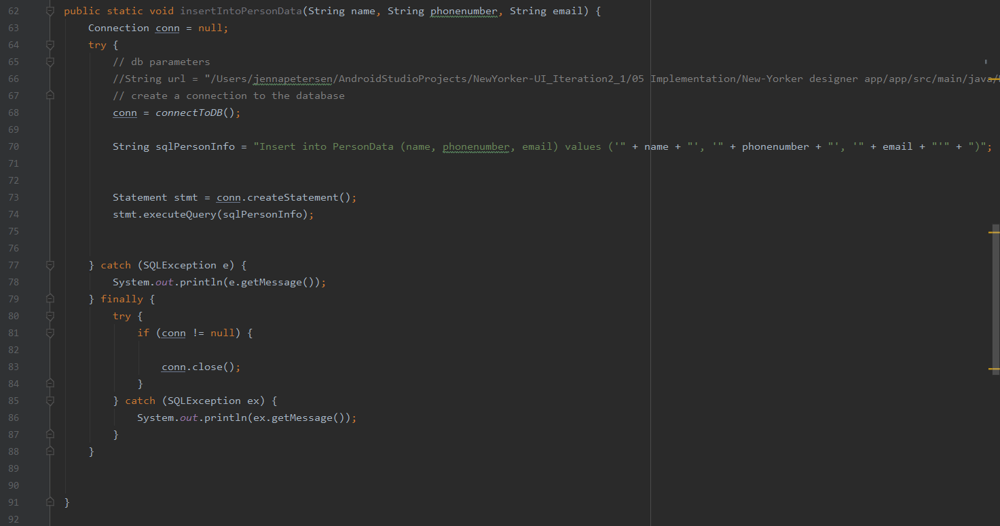 62 public static void insertIntoPersonData(String name, String phonenumber, String email) {
63 Connection conn = null;
64 try {
65 // db parameters
66 //String url = "/Users/jennapetersen/AndroidStudioProjects/NewYorker-UI_Iteration2_1/05 Implementation/New-Yorker designer app/app/src/main/java/
67 // create a connection to the database
68 conn = connectToDB();
69
70 String sqlPersonInfo = "Insert into PersonData (name, phonenumber, email) values ('" + name + "', '" + phonenumber + "', '" + email + "'" + ")";
71
72
73 Statement stmt = conn.createStatement();
74 stmt.executeQuery(sqlPersonInfo);
75
76
77 } catch (SQLException e) {
78 System.out.println(e.getMessage());
79 } finally {
80 try {
81 if (conn != null) {
82
83 conn.close();
84 }
85 } catch (SQLException ex) {
86 System.out.println(ex.getMessage());
87 }
88 }
89
90
91 }
92